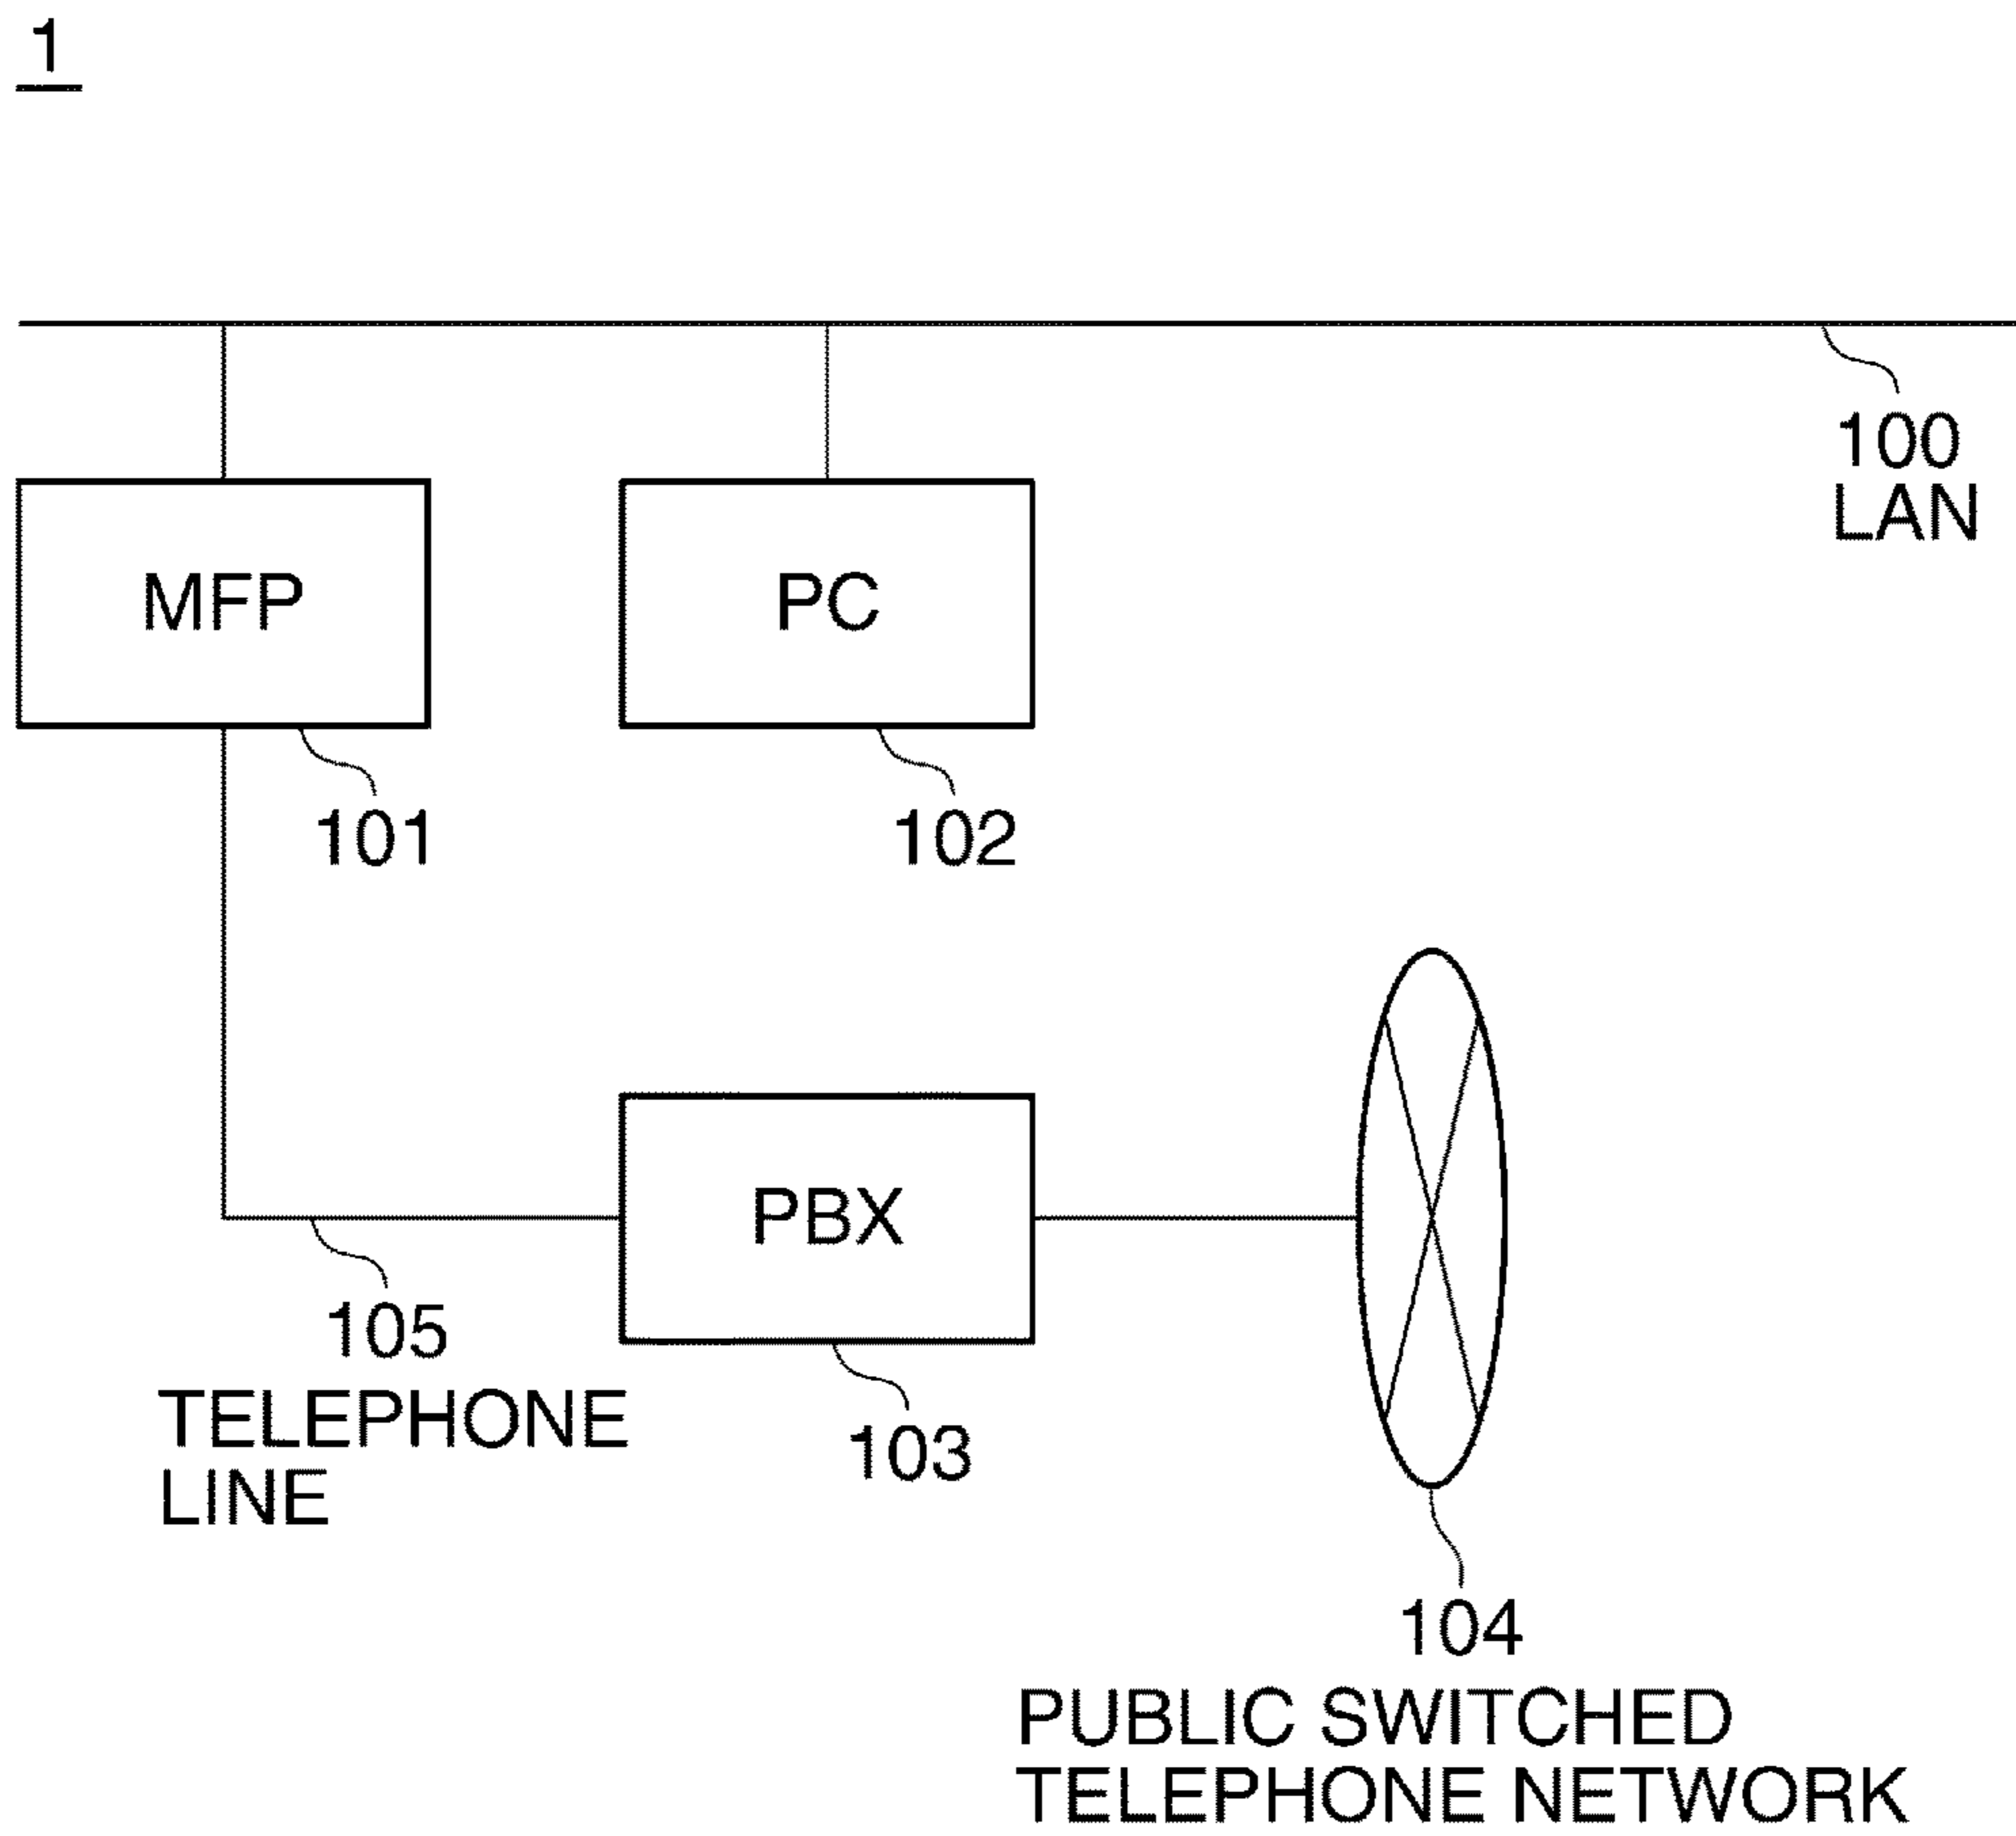 1
100
LAN
MFP
PC
101
102
PBX
105
TELEPHONE
LINE
103
104
PUBLIC SWITCHED
TELEPHONE NETWORK